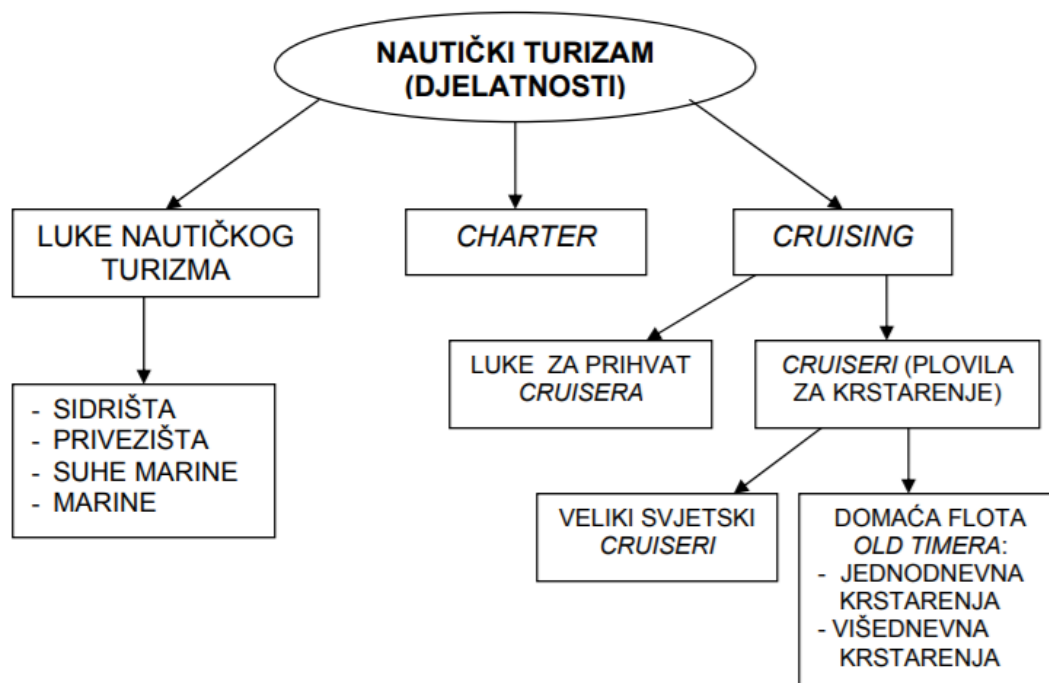 NAUTIČKI TURIZAM
(DJELATNOSTI)
LUKE NAUTIČKOG
TURIZMA
CHARTER
CRUISING
LUKE ZA PRIHVAT
CRUISERA
CRUISERI (PLOVILA
ZA KRSTARENJE)
- SIDRIŠTA
- PRIVEZIŠTA
- SUHE MARINE
- MARINE
VELIKI SVJETSKI
CRUISERI
DOMAĆA FLOTA
OLD TIMERA:
- JEDNODNEVNA
KRSTARENJA
- VIŠEDNEVNA
KRSTARENJA